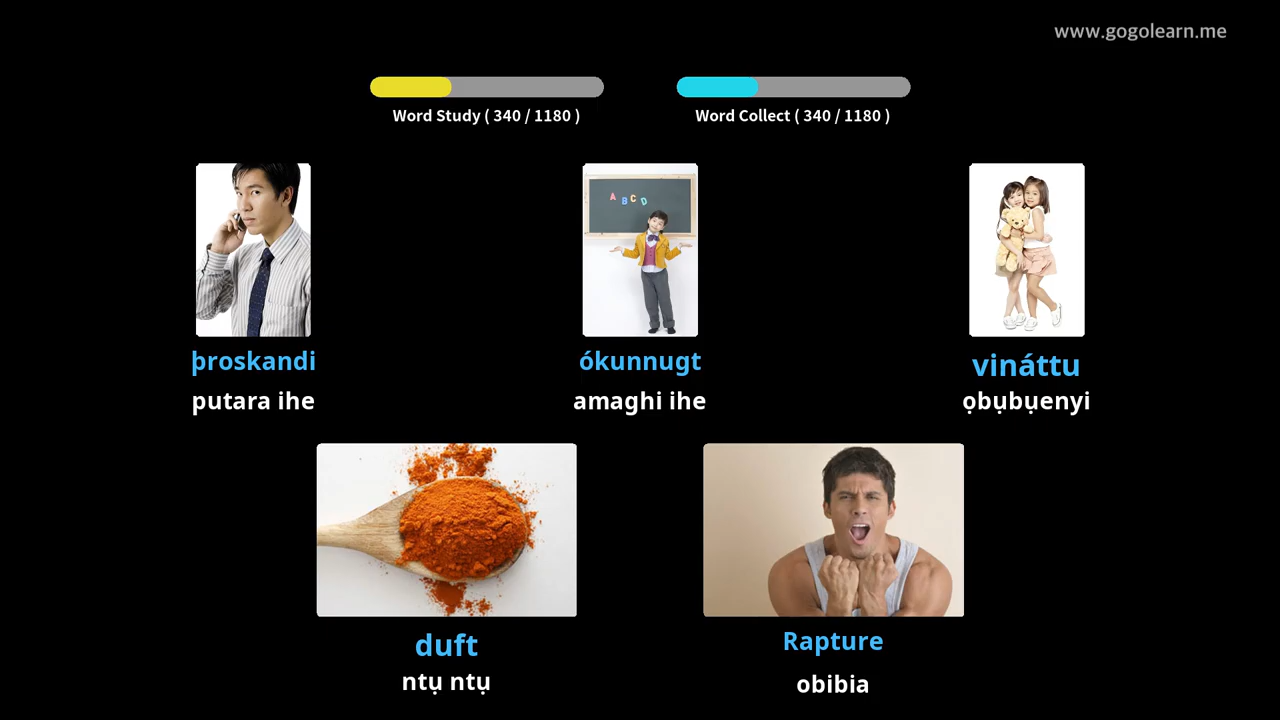 www.gogolearn.me
Word Study ( 340 / 1180 )
Word Collect ( 340 / 1180 )
A B C D
þroskandi
ókunnugt
vináttu
putara ihe
amaghi ihe
ọbụbụenyi
duft
Rapture
ntụ ntụ
obibia